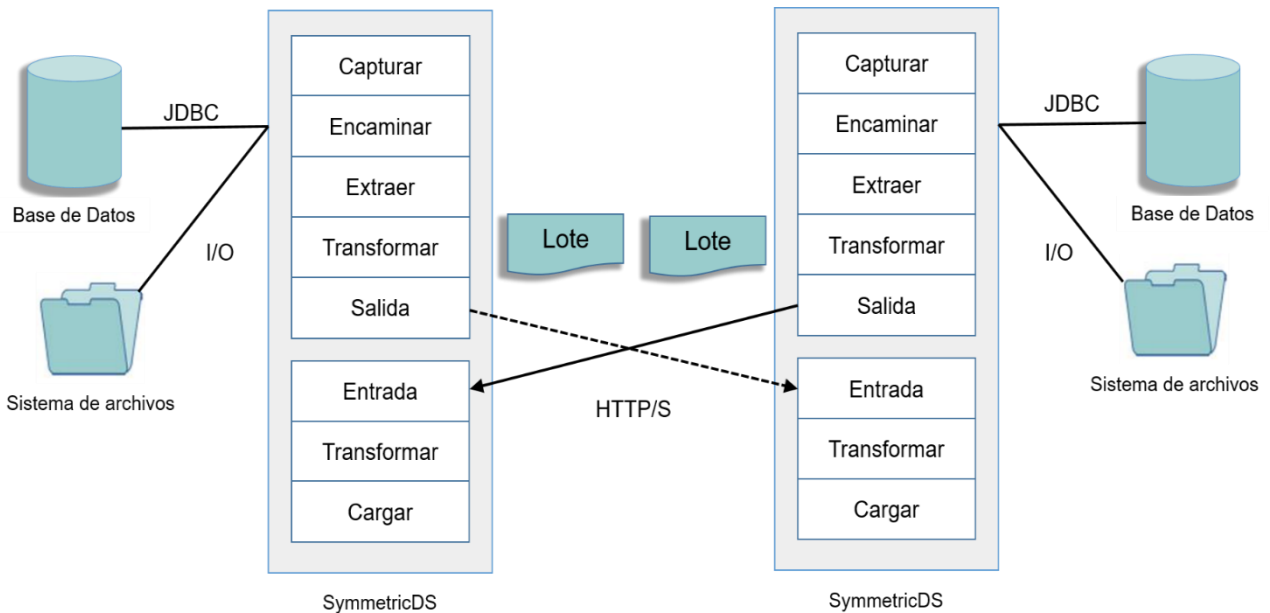 JDBC
Base de Datos
I/O
Sistema de archivos
Capturar
Encaminar
Extraer
Transformar
Salida
Entrada
Transformar
Cargar
SymmetricDS
Lote
Lote
HTTP/S
Capturar
Encaminar
Extraer
Transformar
Salida
Entrada
Transformar
Cargar
SymmetricDS
JDBC
Base de Datos
I/O
Sistema de archivos